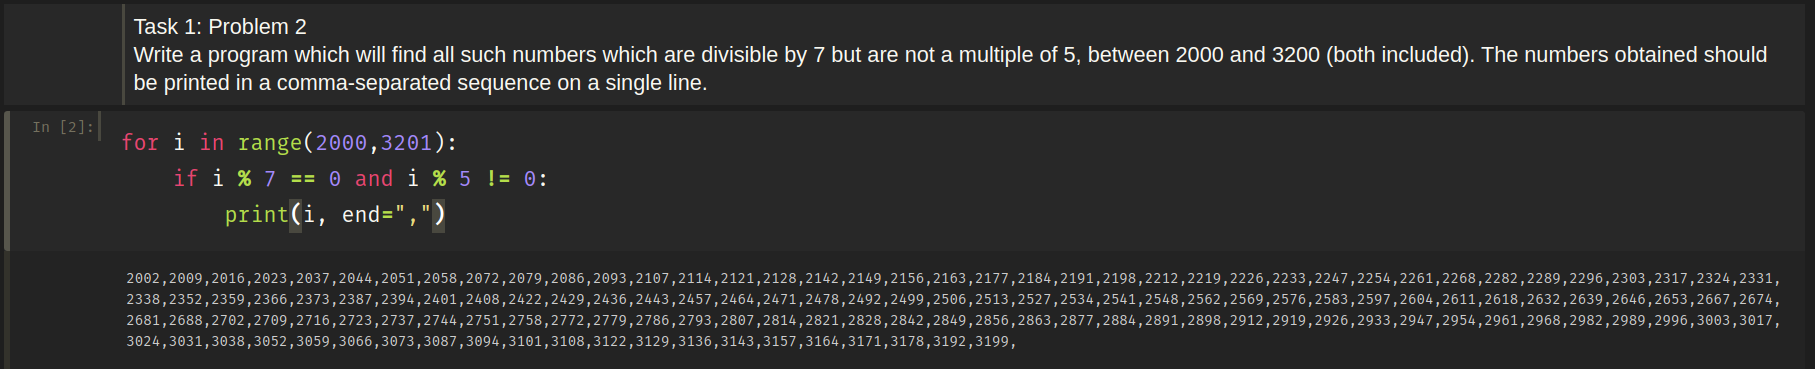 Task 1: Problem 2
Write a program which will find all such numbers which are divisible by 7 but are not a multiple of 5, between 2000 and 3200 (both included). The numbers obtained should
be printed in a comma-separated sequence on a single line.
In [2]:
for i in range(2000,3201):
    if i % 7 == 0 and i % 5 != 0:
        print(i, end=",")
2002,2009,2016,2023,2037,2044,2051,2058,2072,2079,2086,2093,2107,2114,2121,2128,2142,2149,2156,2163,2177,2184,2191,2198,2212,2219,2226,2233,2247,2254,2261,2268,2282,2289,2296,2303,2317,2324,2331,
2338,2352,2359,2366,2373,2387,2394,2401,2408,2422,2429,2436,2443,2457,2464,2471,2478,2492,2499,2506,2513,2527,2534,2541,2548,2562,2569,2576,2583,2597,2604,2611,2618,2632,2639,2646,2653,2667,2674,
2681,2688,2702,2709,2716,2723,2737,2744,2751,2758,2772,2779,2786,2793,2807,2814,2821,2828,2842,2849,2856,2863,2877,2884,2891,2898,2912,2919,2926,2933,2947,2954,2961,2968,2982,2989,2996,3003,3017,
3024,3031,3038,3052,3059,3066,3073,3087,3094,3101,3108,3122,3129,3136,3143,3157,3164,3171,3178,3192,3199,